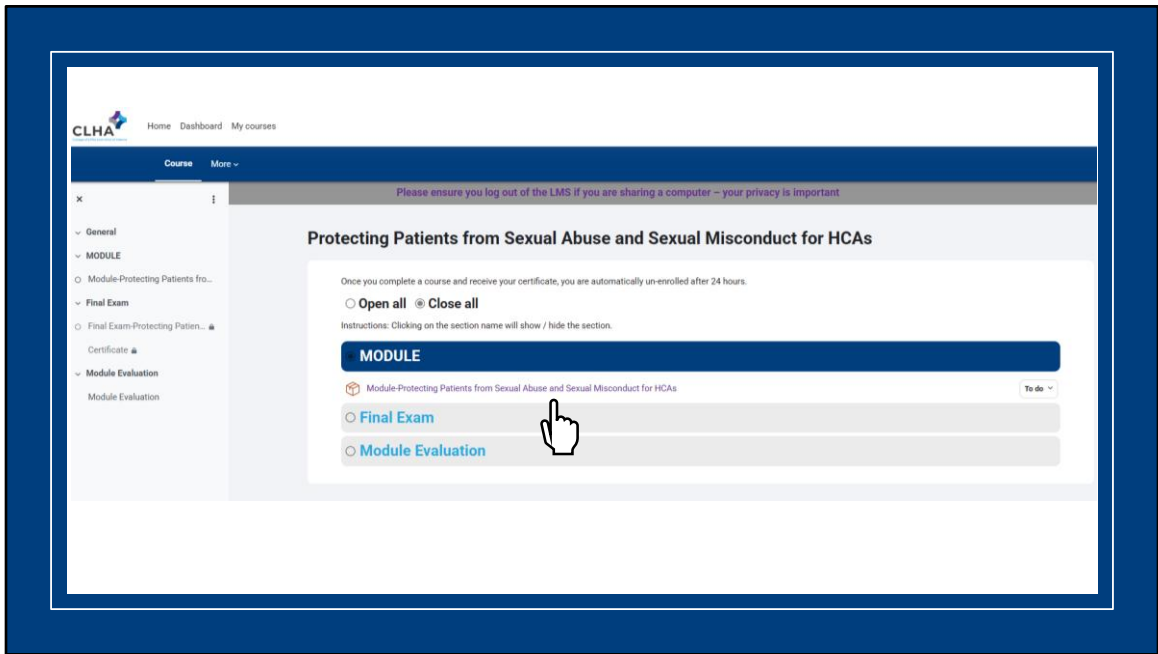 CLHA
Home Dashboard My courses
Course More
Please ensure you log out of the LMS if you are sharing a computer – your privacy is important
General
MODULE
Module-Protecting Patients fro...
Final Exam
Final Exam-Protecting Patien...
Certificate
Module Evaluation
Module Evaluation
Protecting Patients from Sexual Abuse and Sexual Misconduct for HCAs
Once you complete a course and receive your certificate, you are automatically un-enrolled after 24 hours.
Open all Close all
Instructions: Clicking on the section name will show / hide the section.
MODULE
Module-Protecting Patients from Sexual Abuse and Sexual Misconduct for HCAs
To do
Final Exam
Module Evaluation